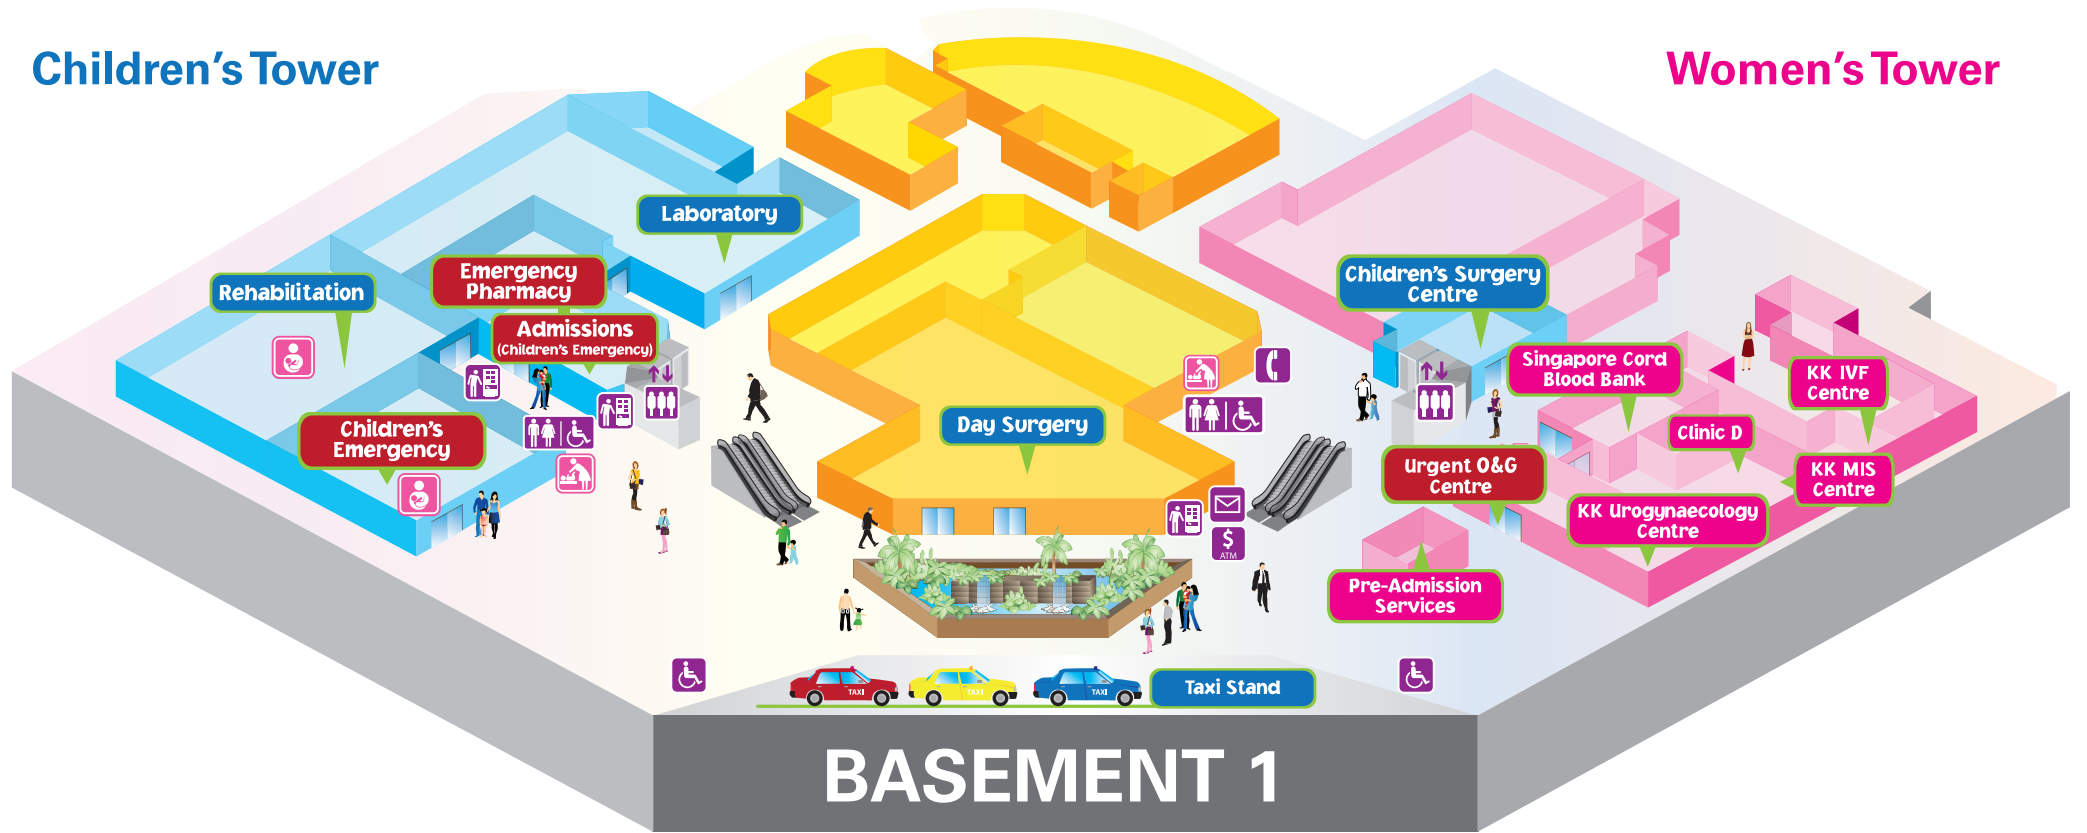 Children's Tower
Women's Tower
Laboratory
Emergency
Pharmacy
Rehabilitation
Admissions
(Children's Emergency)
Children's
Emergency
Day Surgery
Children's Surgery
Centre
Singapore Cord
Blood Bank
KK IVF
Centre
Clinic D
Urgent O&G
Centre
KK MIS
Centre
KK Urogynaecology
Centre
Pre-Admission
Services
$
ATM
TAXI
TAXI
TAXI
Taxi Stand
BASEMENT 1